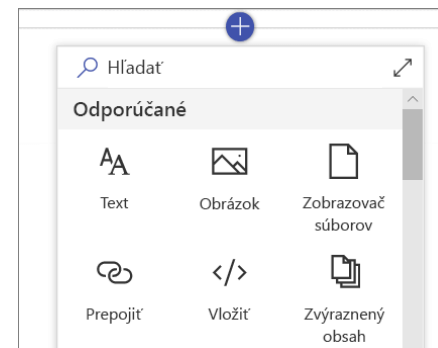 Hľadať
Odporúčané
Text
Obrázok
Zobrazovač
súborov
Prepojiť
Vložiť
Zvýraznený
obsah